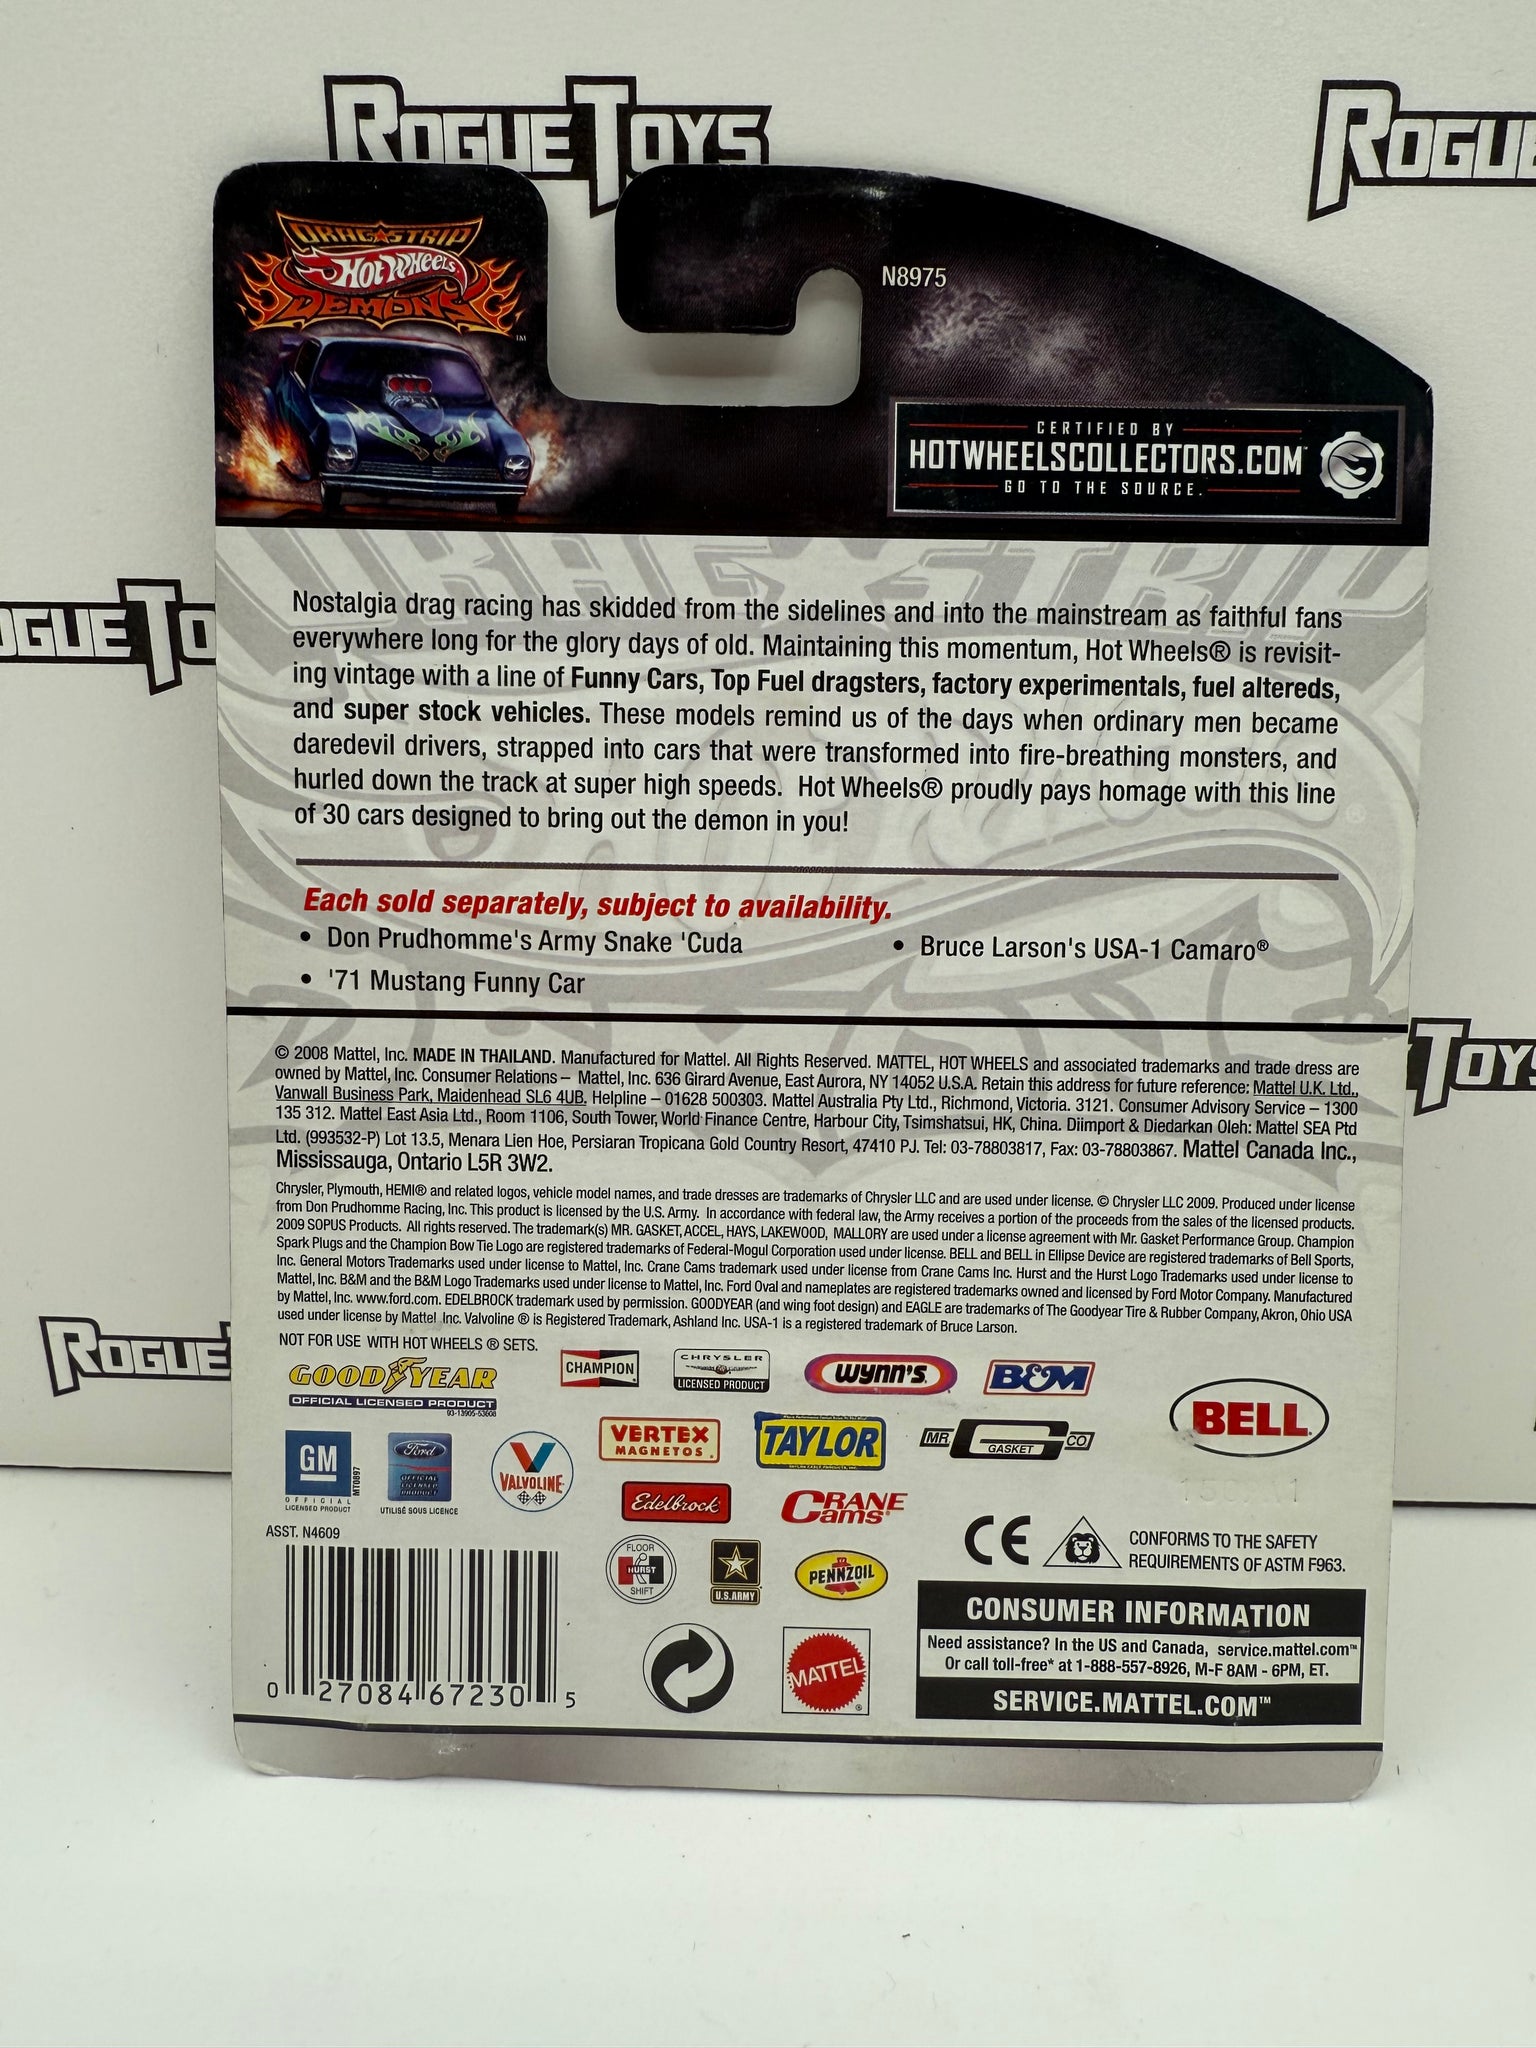 ROGUE TOYS
ROGUE
DRAG STRIP
HOT WHEELS
DEMONS
TM
N8975
CERTIFIED BY
HOTWHEELSCOLLECTORS.COM™
GO TO THE SOURCE.
DRAG STRIP
OGUE TO
Nostalgia drag racing has skidded from the sidelines and into the mainstream as faithful fans
everywhere long for the glory days of old. Maintaining this momentum, Hot Wheels® is revisit-
ing vintage with a line of Funny Cars, Top Fuel dragsters, factory experimentals, fuel altereds,
and super stock vehicles. These models remind us of the days when ordinary men became
daredevil drivers, strapped into cars that were transformed into fire-breathing monsters, and
hurled down the track at super high speeds. Hot Wheels® proudly pays homage with this line
of 30 cars designed to bring out the demon in you!
Each sold separately, subject to availability.
• Don Prudhomme's Army Snake 'Cuda
• Bruce Larson's USA-1 Camaro®
• '71 Mustang Funny Car
© 2008 Mattel, Inc. MADE IN THAILAND. Manufactured for Mattel. All Rights Reserved. MATTEL, HOT WHEELS and associated trademarks and trade dress are
owned by Mattel, Inc. Consumer Relations – Mattel, Inc. 636 Girard Avenue, East Aurora, NY 14052 U.S.A. Retain this address for future reference: Mattel U.K. Ltd.,
Vanwall Business Park, Maidenhead SL6 4UB. Helpline – 01628 500303. Mattel Australia Pty Ltd., Richmond, Victoria. 3121. Consumer Advisory Service – 1300
135 312. Mattel East Asia Ltd., Room 1106, South Tower, World Finance Centre, Harbour City, Tsimshatsui, HK, China. Diimport & Diedarkan Oleh: Mattel SEA Ptd
Ltd. (993532-P) Lot 13.5, Menara Lien Hoe, Persiaran Tropicana Gold Country Resort, 47410 PJ. Tel: 03-78803817, Fax: 03-78803867. Mattel Canada Inc.,
Mississauga, Ontario L5R 3W2.
TOYS
Chrysler, Plymouth, HEMI® and related logos, vehicle model names, and trade dresses are trademarks of Chrysler LLC and are used under license. © Chrysler LLC 2009. Produced under license
from Don Prudhomme Racing, Inc. This product is licensed by the U.S. Army. In accordance with federal law, the Army receives a portion of the proceeds from the sales of the licensed products.
2009 SOPUS Products. All rights reserved. The trademark(s) MR. GASKET, ACCEL, HAYS, LAKEWOOD, MALLORY are used under a license agreement with Mr. Gasket Performance Group. Champion
Spark Plugs and the Champion Bow Tie Logo are registered trademarks of Federal-Mogul Corporation used under license. BELL and BELL in Ellipse Device are registered trademarks of Bell Sports,
Inc. General Motors Trademarks used under license to Mattel, Inc. Crane Cams trademark used under license from Crane Cams Inc. Hurst and the Hurst Logo Trademarks used under license to
Mattel, Inc. B&M and the B&M Logo Trademarks used under license to Mattel, Inc. Ford Oval and nameplates are registered trademarks owned and licensed by Ford Motor Company. Manufactured
by Mattel, Inc. www.ford.com. EDELBROCK trademark used by permission. GOODYEAR (and wing foot design) and EAGLE are trademarks of The Goodyear Tire & Rubber Company, Akron, Ohio USA
used under license by Mattel Inc. Valvoline ® is Registered Trademark, Ashland Inc. USA-1 is a registered trademark of Bruce Larson.
NOT FOR USE WITH HOT WHEELS ® SETS.
ROGUE
GOODYEAR
OFFICIAL LICENSED PRODUCT
03-13905-53608
CHAMPION
CHRYSLER
LICENSED PRODUCT
WYNN'S
B&M
BELL
GM
OFFICIAL
LICENSED PRODUCT
MT0897
Ford
OFFICIAL
LICENSED
PRODUCT
UTILISÉ SOUS LICENCE
VALVOLINE
VERTEX
MAGNETOS.
TAYLOR
MR. GASKET CO
Edelbrock
CRANE
Cams
ASST. N4609
FLOOR
HURST
SHIFT
U.S.ARMY
PENNZOIL
CE
CONFORMS TO THE SAFETY
REQUIREMENTS OF ASTM F963.
CONSUMER INFORMATION
Need assistance? In the US and Canada, service.mattel.com™
Or call toll-free* at 1-888-557-8926, M-F 8AM - 6PM, ET.
SERVICE.MATTEL.COM™
MATTEL
®
0 27084 67230 5